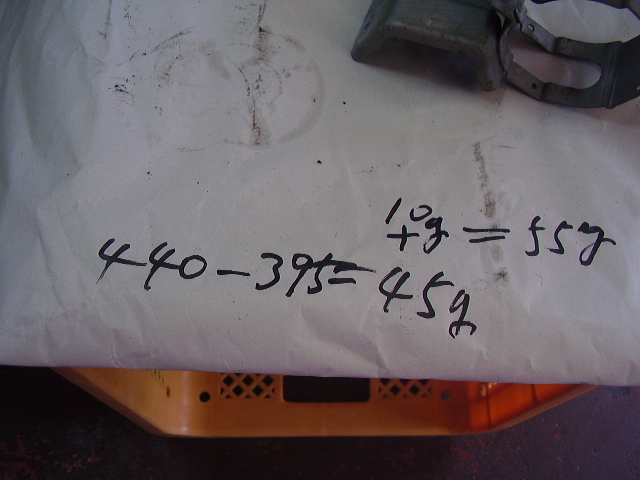 10g
+ = 55g
440-395=45g